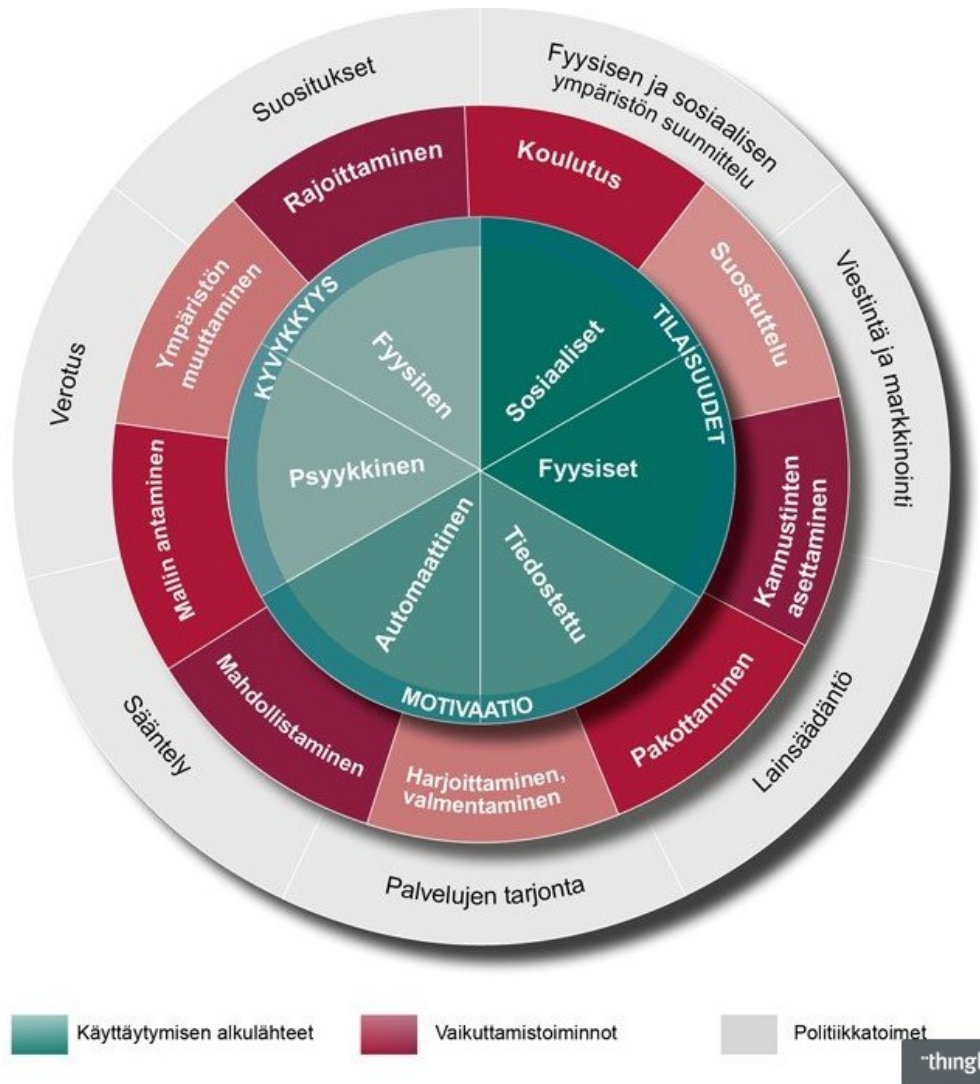 Suositukset
Fyysisen ja sosiaalisen
ympäristön suunnittelu
Viestintä ja markkinointi
Lainsäädäntö
Palvelujen tarjonta
Sääntely
Verotus
Rajoittaminen
Koulutus
Suostuttelu
Kannustinten
asettaminen
Pakottaminen
Harjoittaminen,
valmentaminen
Mahdollistaminen
Mallin antaminen
Ympäristön
muuttaminen
KYVYKKYYS
TILAISUUDET
MOTIVAATIO
Fyysinen
Sosiaaliset
Fyysiset
Tiedostettu
Automaattinen
Psyykkinen
Käyttäytymisen alkulähteet
Vaikuttamistoiminnot
Politiikkatoimet